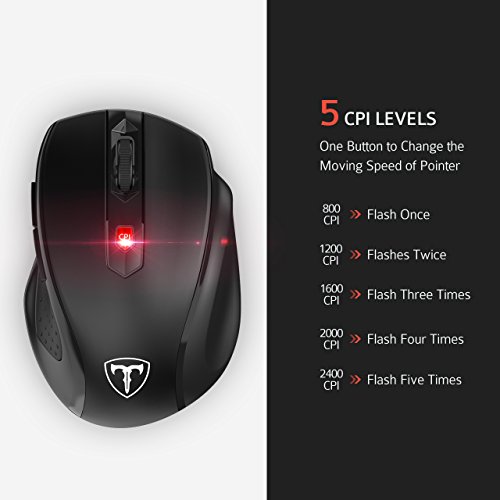 CPI
5 CPI LEVELS
One Button to Change the
Moving Speed of Pointer
800
CPI
» Flash Once
1200
CPI
» Flashes Twice
1600
CPI
» Flash Three Times
2000
CPI
» Flash Four Times
2400
CPI
» Flash Five Times